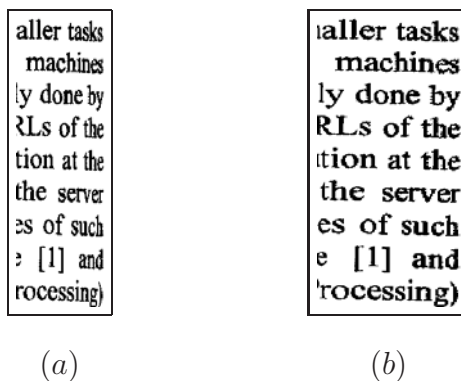 aller tasks
machines
ly done by
RLs of the
tion at the
the server
es of such
[1] and
rocessing)
(a)
aller tasks
machines
ly done by
RLs of the
tion at the
the server
es of such
e [1] and
rocessing)
(b)